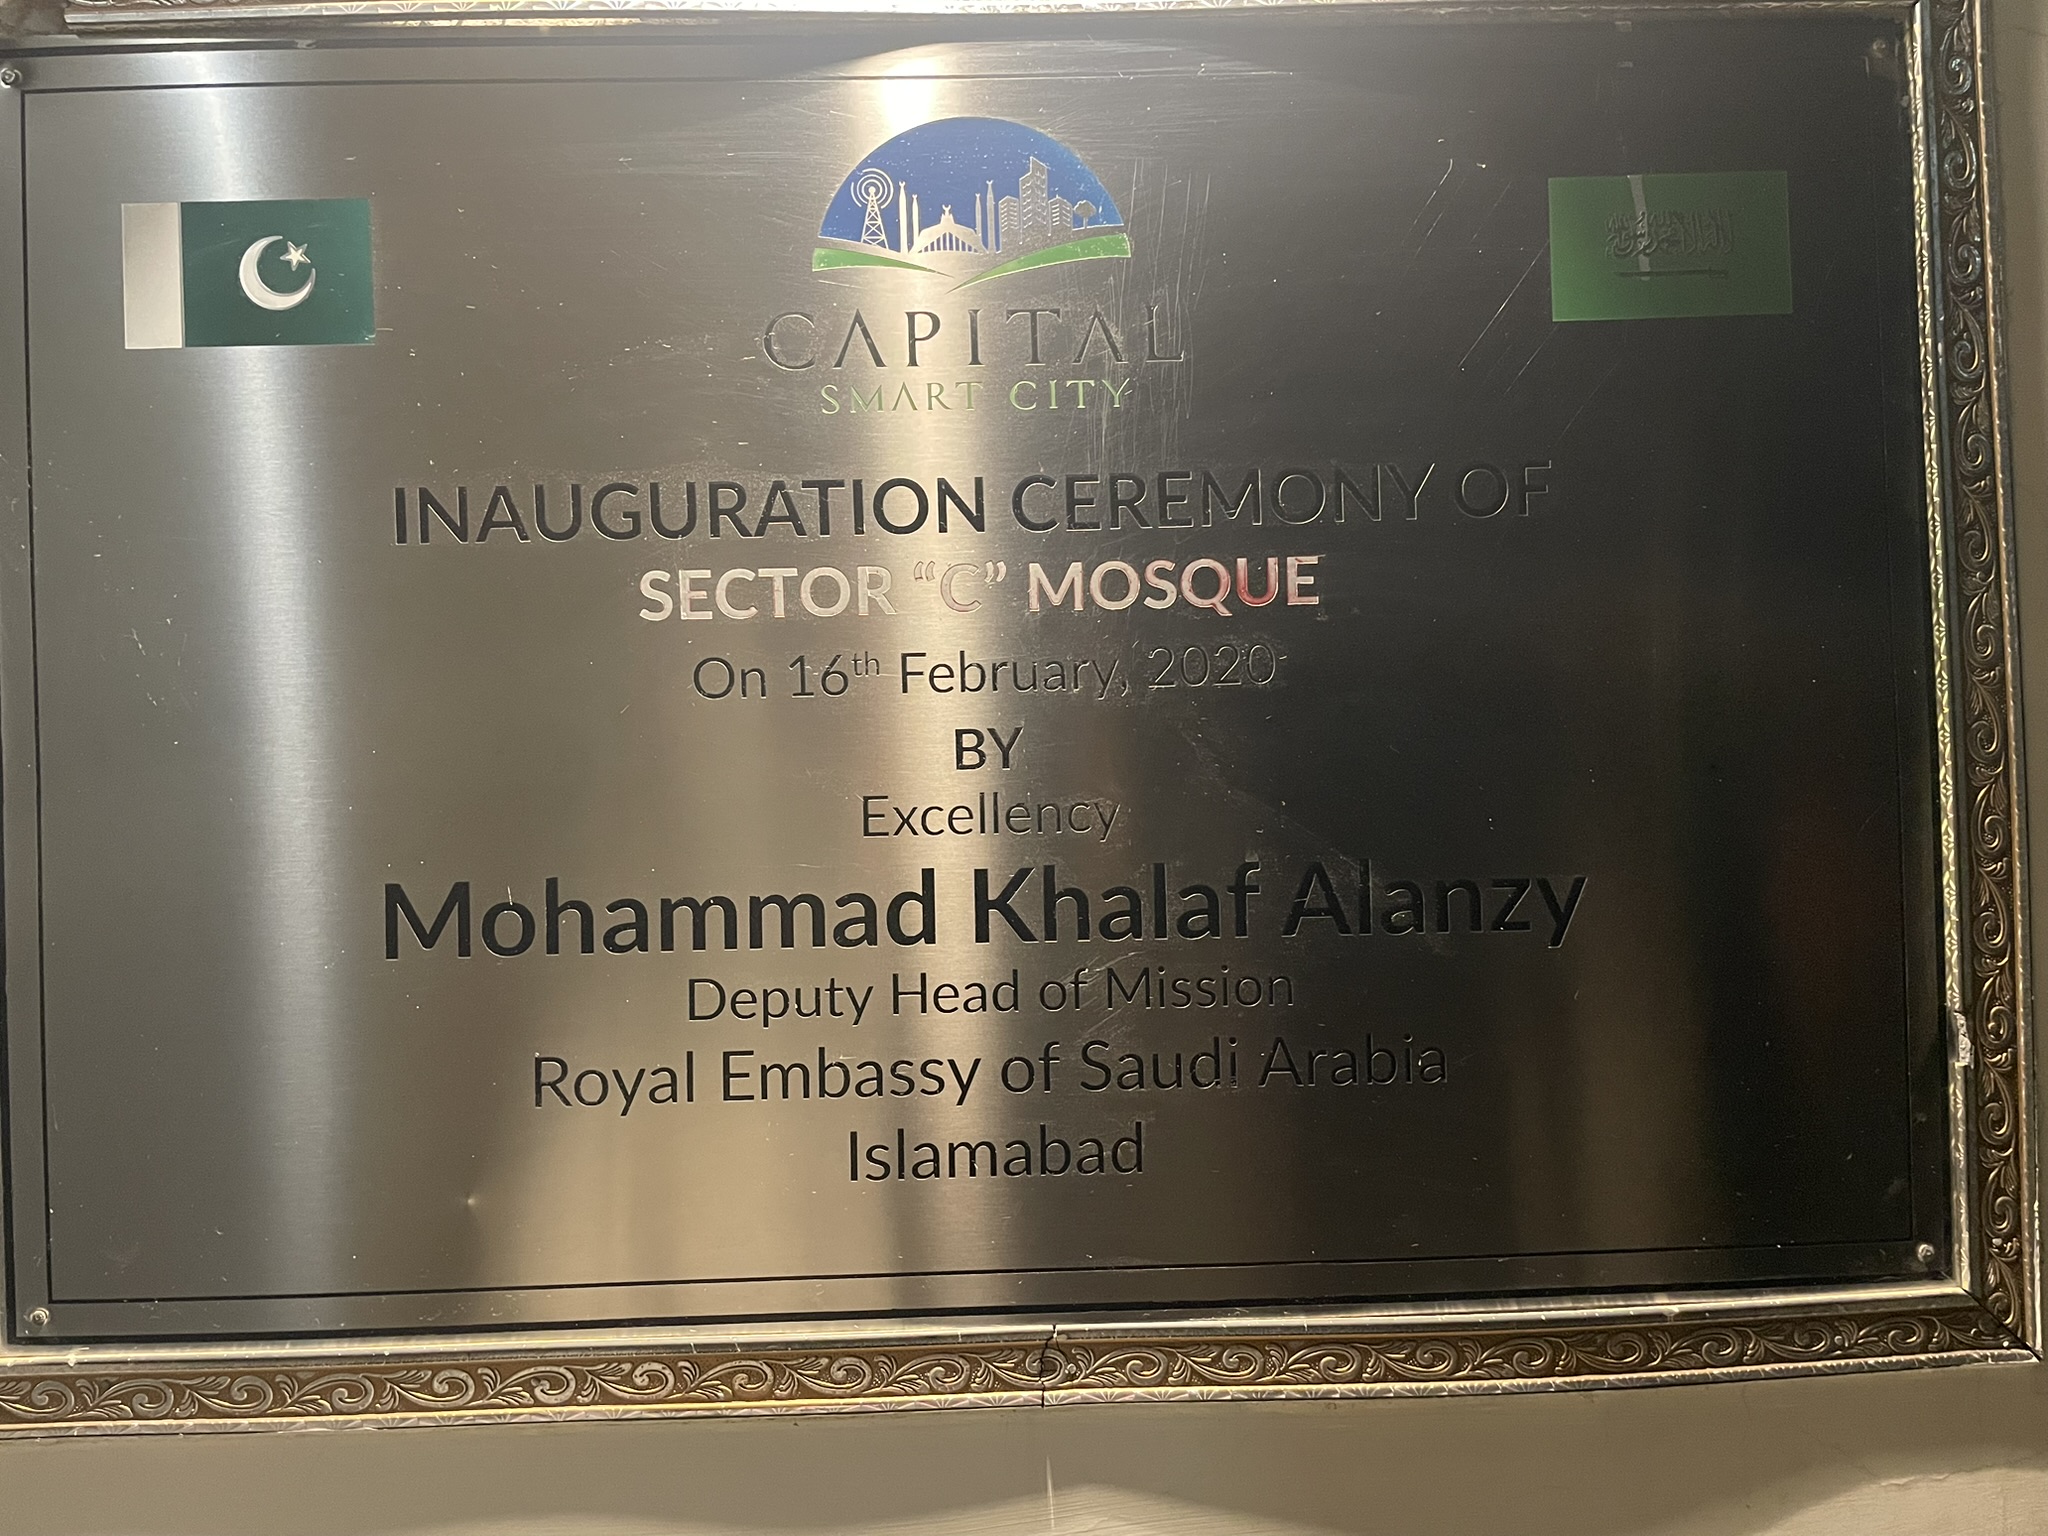 CAPITAL
SMART CITY
INAUGURATION CEREMONY OF
SECTOR "C" MOSQUE
On 16th February, 2020
BY
Excellency
Mohammad Khalaf Alanzy
Deputy Head of Mission
Royal Embassy of Saudi Arabia
Islamabad